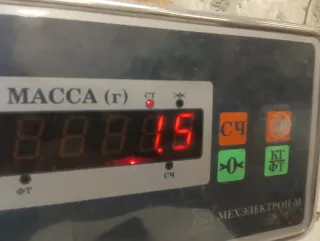 МАССА (г)
СТ
1.5
СЧ
ФТ
СЧ
>0<
КГ
ФТ
МЕХЭЛЕКТРОН-М